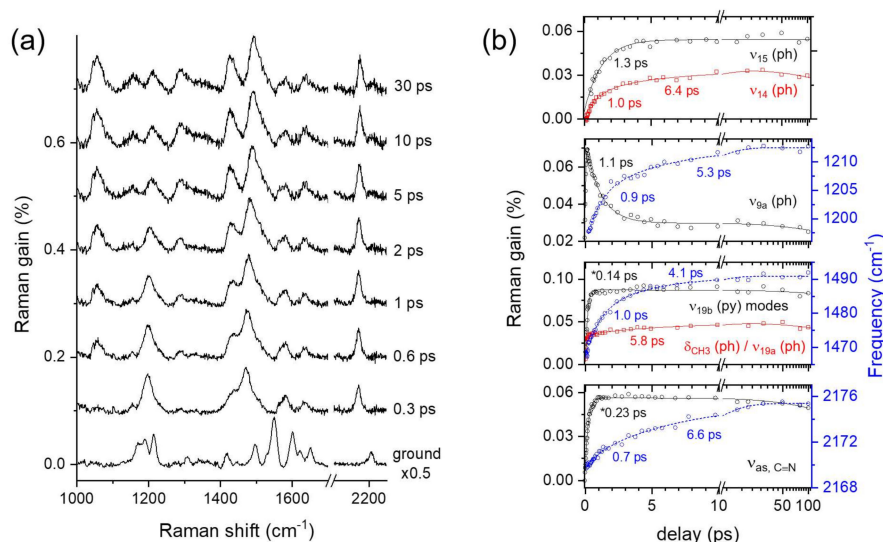 (a)
Raman gain (%)
0.6
0.4
0.2
0.0
30 ps
10 ps
5 ps
2 ps
1 ps
0.6 ps
0.3 ps
ground
x0.5
1000 1200 1400 1600 2200
Raman shift (cm⁻¹)
(b)
Raman gain (%)
0.06
0.03
0.00
1.3 ps
1.0 ps
6.4 ps
ν₁₅ (ph)
ν₁₄ (ph)
0.08
0.06
0.04
0.02
1.1 ps
0.9 ps
5.3 ps
ν₉ₐ (ph)
1210
1205
1200
0.10
0.05
0.00
*0.14 ps
4.1 ps
1.0 ps
5.8 ps
ν₁₉b (py) modes
δCH3 (ph) / ν₁₉ₐ (ph)
1490
1480
1470
0.06
0.03
0.00
*0.23 ps
0.7 ps
6.6 ps
νas, C=N
2176
2172
2170
2168
Frequency (cm⁻¹)
0 5 10 50 100
delay (ps)